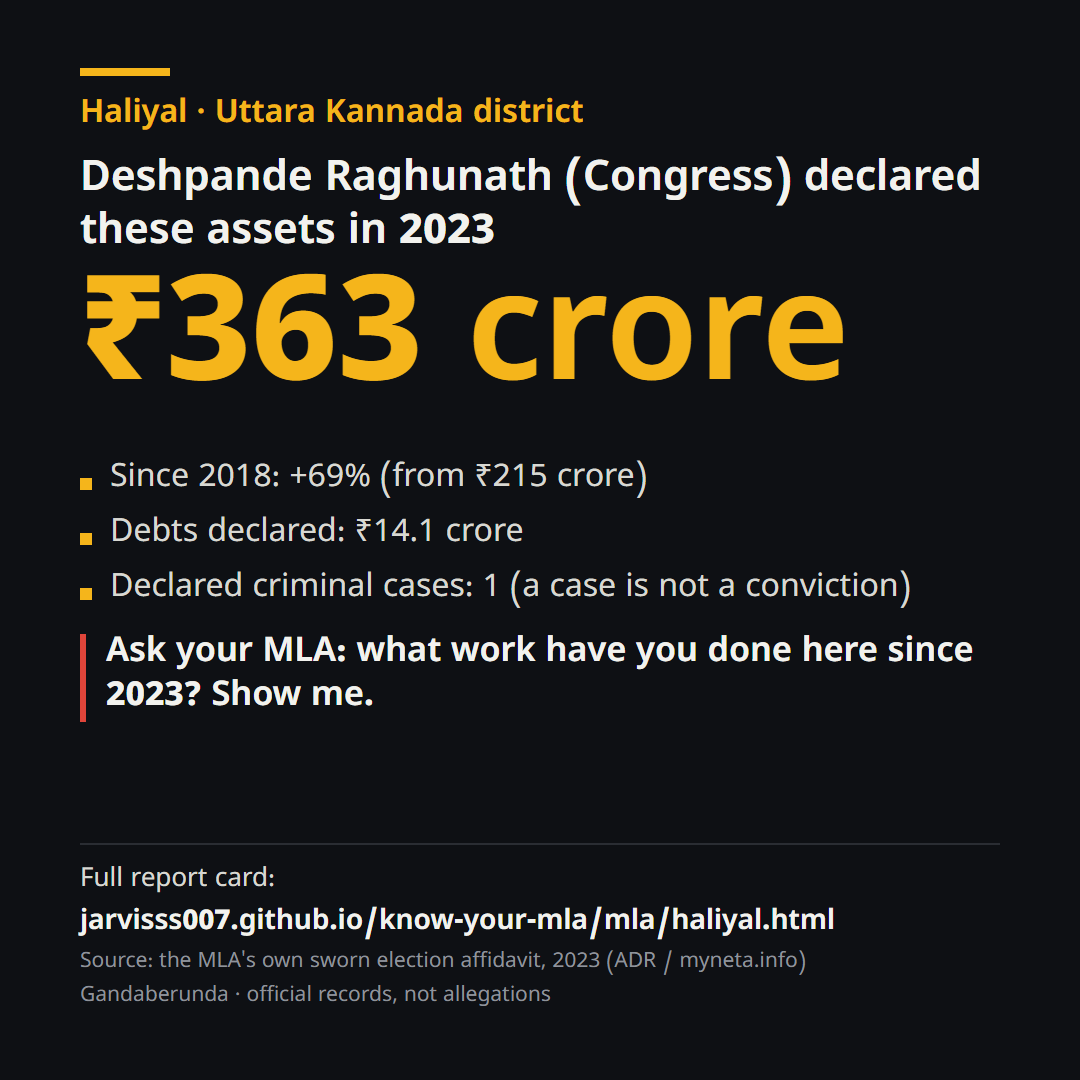 Haliyal · Uttara Kannada district
Deshpande Raghunath (Congress) declared
these assets in 2023
₹363 crore
Since 2018: +69% (from ₹215 crore)
Debts declared: ₹14.1 crore
Declared criminal cases: 1 (a case is not a conviction)
Ask your MLA: what work have you done here since
2023? Show me.
Full report card:
jarvisss007.github.io/know-your-mla/mla/haliyal.html
Source: the MLA's own sworn election affidavit, 2023 (ADR / myneta.info)
Gandaberunda · official records, not allegations